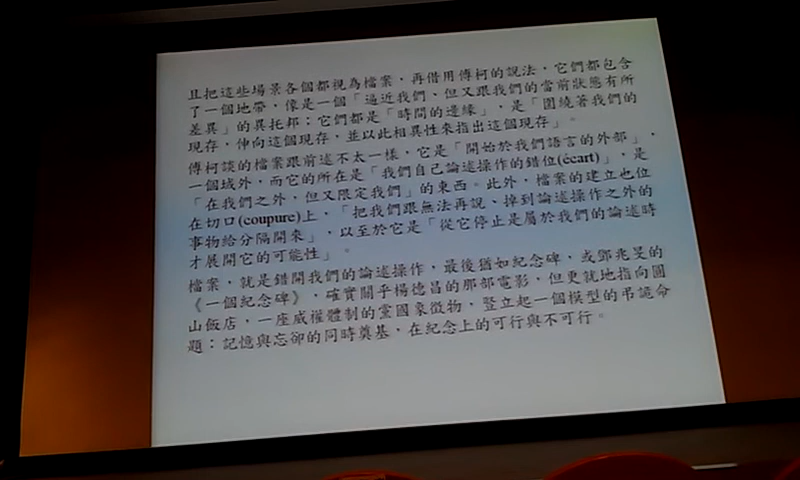 且把這些場景各個都視為檔案，再借用傅柯的說法，它們都包含
了一個地帶，像是一個「逼近我們、但又跟我們的當前狀態有所
差異」的異托邦；它們都是「時間的邊緣」，是「圍繞著我們的
現存，伸向這個現存，並以此相異性來指出這個現存」。
傅柯談的檔案跟前述不太一樣，它是「開始於我們語言的外部」，
一個域外，而它的所在是「我們自己論述操作的錯位(écart)」，是
「在我們之外，但又限定我們」的東西。此外，檔案的建立也位
在切口(coupure)上，「把我們跟無法再說、掉到論述操作之外的
事物給分隔開來」，以至於它是「從它停止是屬於我們的論述時
才展開它的可能性」。
檔案，就是錯開我們的論述操作，最後猶如紀念碑，或鄧兆旻的
《一個紀念碑》，確實關乎楊德昌的那部電影，但更就地指向圓
山飯店，一座威權體制的黨國象徵物，豎立起一個模型的弔詭命
題：記憶與忘卻的同時奠基，在紀念上的可行與不可行。